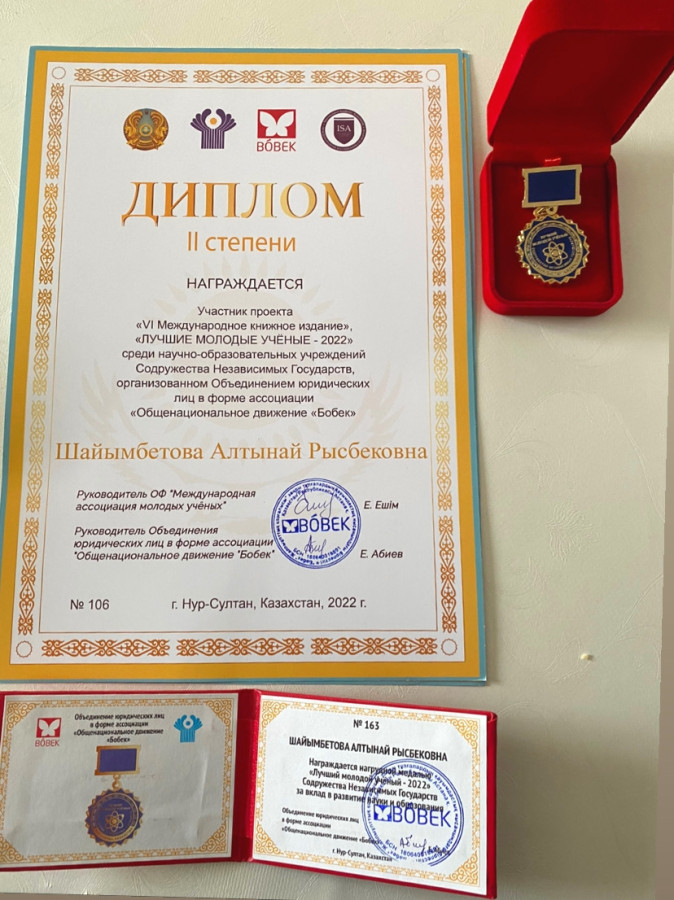 BÓBEK
ISA
ДИПЛОМ
II степени
НАГРАЖДАЕТСЯ
Участник проекта
«VI Международное книжное издание»,
«ЛУЧШИЕ МОЛОДЫЕ УЧЁНЫЕ - 2022»
среди научно-образовательных учреждений
Содружества Независимых Государств,
организованном Объединением юридических
лиц в форме ассоциации
«Общенациональное движение «Бобек»
Шайымбетова Алтынай Рысбековна
Руководитель ОФ "Международная
ассоциация молодых учёных"
Е. Ешім
BÓBEK
Руководитель Объединения
юридических лиц в форме ассоциации
"Общенациональное движение "Бобек"
Е. Абиев
№ 106
г. Нур-Султан, Казахстан, 2022 г.
BÓBEK
Объединение юридических лиц
в форме ассоциации
«Общенациональное движение
«Бобек»
№ 163
ШАЙЫМБЕТОВА АЛТЫНАЙ РЫСБЕКОВНА
Награждается нагрудной медалью
«Лучший молодой учёный - 2022»
Содружества Независимых Государств
за вклад в развитие науки и образования
Объединение юридических лиц
в форме ассоциации
«Общенациональное движение «Бобек»
BÓBEK
г. Нур-Султан, Казахстан